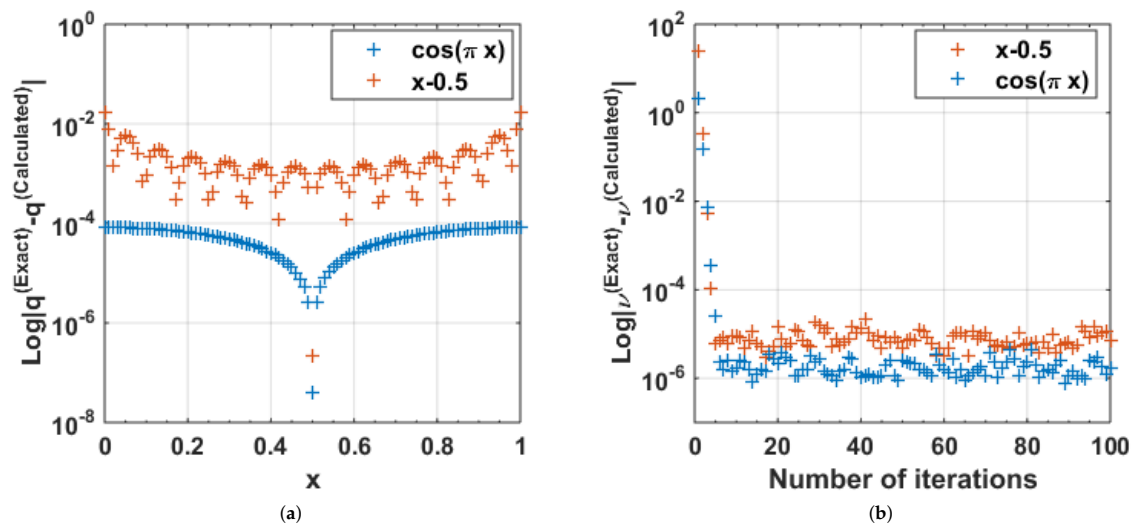 10^0
10^-2
10^-4
10^-6
10^-8
Log|q^(Exact)-q^(Calculated)|
cos(π x)
x-0.5
0 0.2 0.4 0.6 0.8 1
x
(a)
10^2
10^0
10^-2
10^-4
10^-6
Log|ν^(Exact)-ν^(Calculated)|
x-0.5
cos(π x)
0 20 40 60 80 100
Number of iterations
(b)